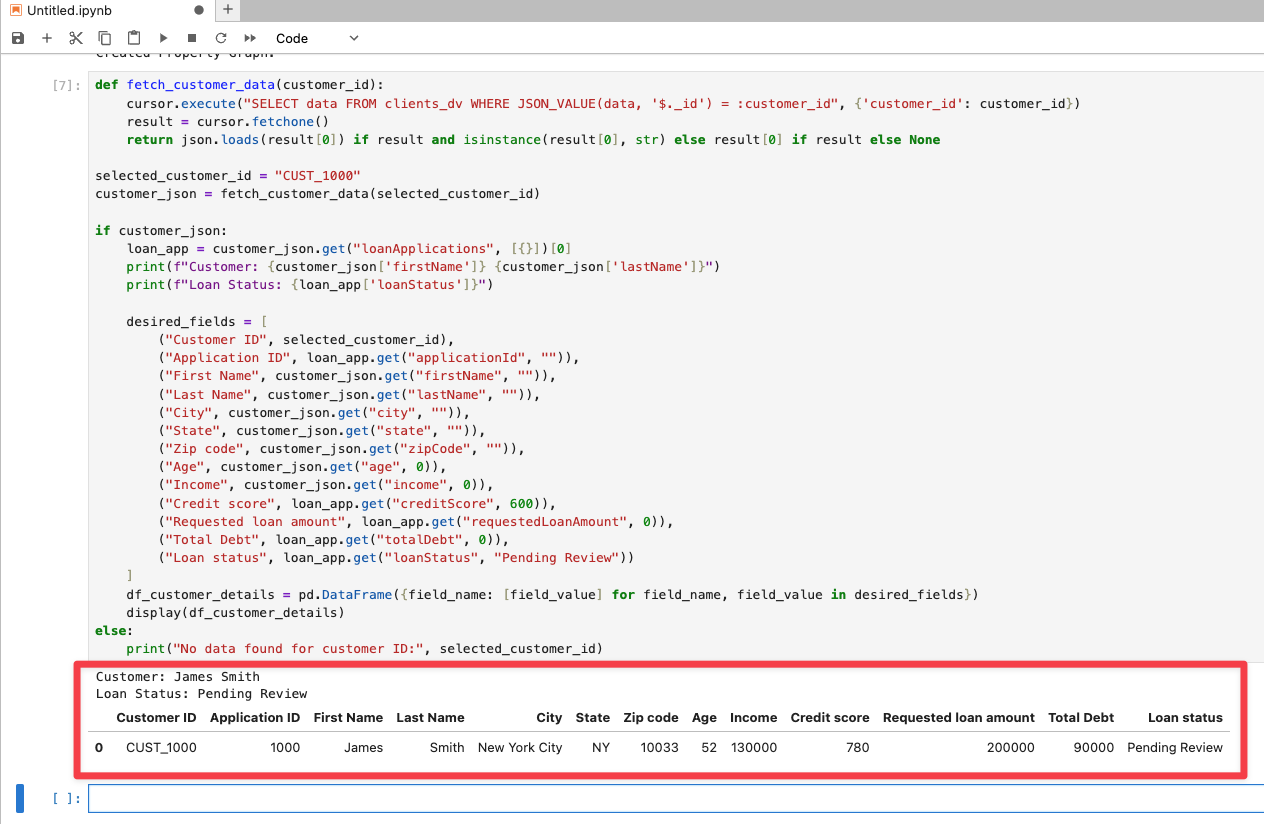 Untitled.ipynb
Code
Created Property Graph.
[7]:
def fetch_customer_data(customer_id):
    cursor.execute("SELECT data FROM clients_dv WHERE JSON_VALUE(data, '$._id') = :customer_id", {'customer_id': customer_id})
    result = cursor.fetchone()
    return json.loads(result[0]) if result and isinstance(result[0], str) else result[0] if result else None
selected_customer_id = "CUST_1000"
customer_json = fetch_customer_data(selected_customer_id)
if customer_json:
    loan_app = customer_json.get("loanApplications", [{}])[0]
    print(f"Customer: {customer_json['firstName']} {customer_json['lastName']}")
    print(f"Loan Status: {loan_app['loanStatus']}")
    desired_fields = [
        ("Customer ID", selected_customer_id),
        ("Application ID", loan_app.get("applicationId", "")),
        ("First Name", customer_json.get("firstName", "")),
        ("Last Name", customer_json.get("lastName", "")),
        ("City", customer_json.get("city", "")),
        ("State", customer_json.get("state", "")),
        ("Zip code", customer_json.get("zipCode", "")),
        ("Age", customer_json.get("age", 0)),
        ("Income", customer_json.get("income", 0)),
        ("Credit score", loan_app.get("creditScore", 600)),
        ("Requested loan amount", loan_app.get("requestedLoanAmount", 0)),
        ("Total Debt", loan_app.get("totalDebt", 0)),
        ("Loan status", loan_app.get("loanStatus", "Pending Review"))
    ]
    df_customer_details = pd.DataFrame({field_name: [field_value] for field_name, field_value in desired_fields})
    display(df_customer_details)
else:
    print("No data found for customer ID:", selected_customer_id)
Customer: James Smith
Loan Status: Pending Review
Customer ID Application ID First Name Last Name City State Zip code Age Income Credit score Requested loan amount Total Debt Loan status
0 CUST_1000 1000 James Smith New York City NY 10033 52 130000 780 200000 90000 Pending Review
[ ]: